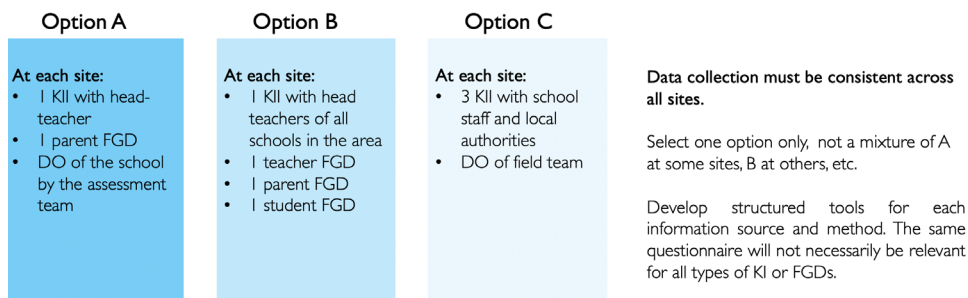 Option A
At each site:
• 1 KII with head-
teacher
• 1 parent FGD
• DO of the school
by the assessment
team
Option B
At each site:
• 1 KII with head
teachers of all
schools in the area
• 1 teacher FGD
• 1 parent FGD
• 1 student FGD
Option C
At each site:
• 3 KII with school
staff and local
authorities
• DO of field team
Data collection must be consistent across
all sites.
Select one option only, not a mixture of A
at some sites, B at others, etc.
Develop structured tools for each
information source and method. The same
questionnaire will not necessarily be relevant
for all types of KI or FGDs.